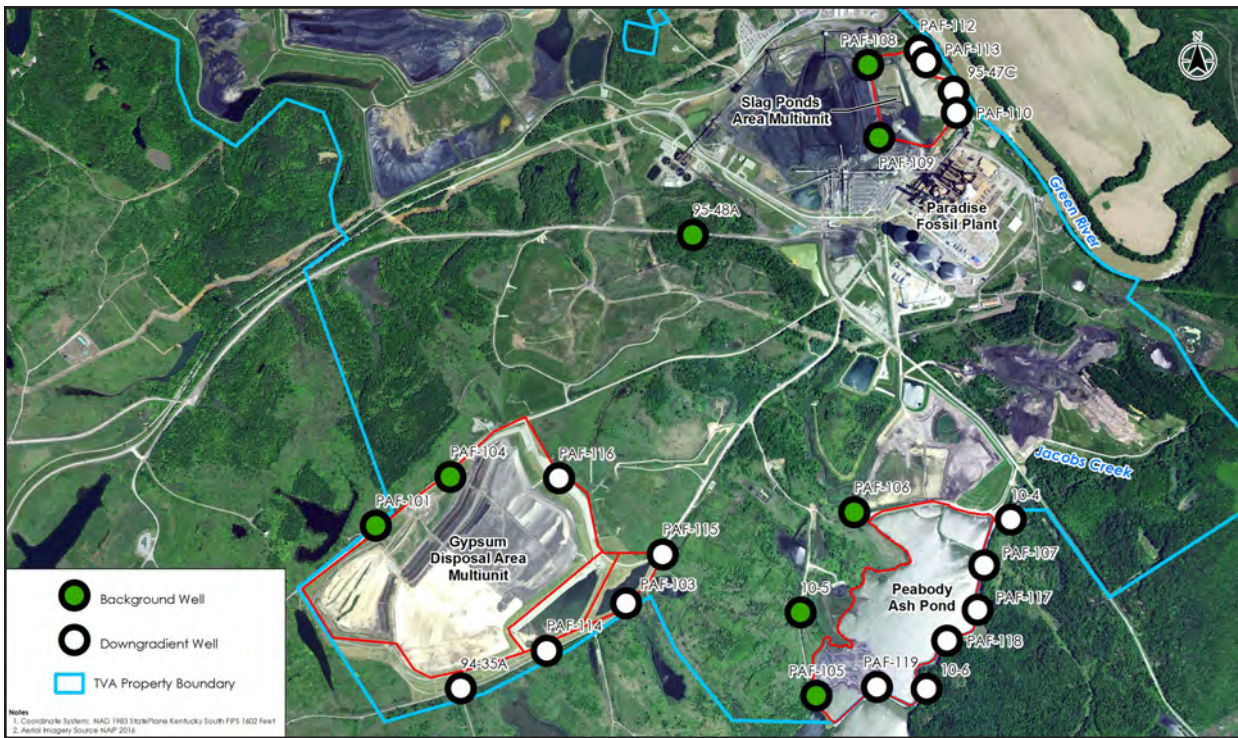 PAF-112
PAF-108
PAF-113
95-47C
Slag Ponds
Area Multiunit
PAF-110
PAF-109
Green River
Paradise
Fossil Plant
95-48A
Jacobs Creek
PAF-104
PAF-116
PAF-101
PAF-106
10-4
Gypsum
Disposal Area
Multiunit
PAF-115
PAF-107
PAF-103
10-5
Peabody
Ash Pond
PAF-117
PAF-114
PAF-118
94-35A
PAF-105
PAF-119
10-6
Background Well
Downgradient Well
TVA Property Boundary
Notes
1. Coordinate System: NAD 1983 StatePlane Kentucky South FIPS 1602 Feet
2. Aerial Imagery Source NAIP 2016
N